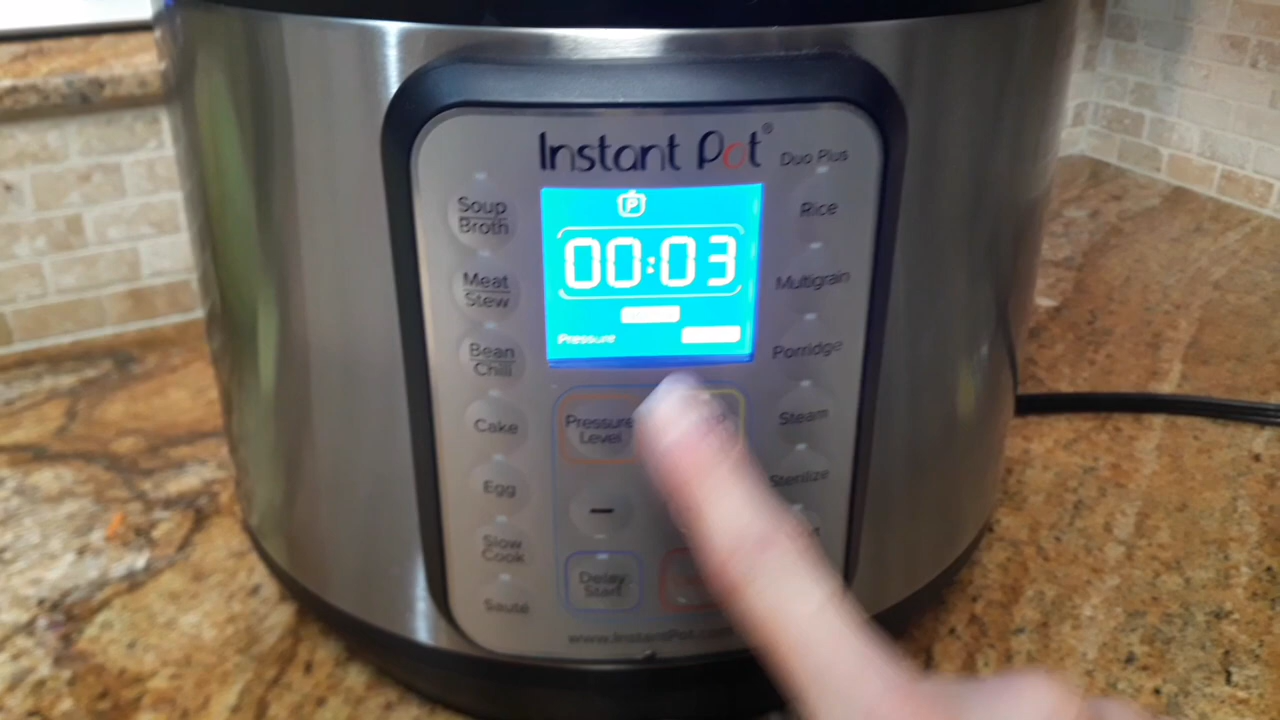 Instant Pot®
Duo Plus
Soup
Broth
Meat
Stew
Bean
Chili
Cake
Egg
Slow
Cook
Sauté
P
00:03
Pressure
Pressure
Level
−
Delay
Start
Rice
Multigrain
Porridge
Steam
Sterilize
www.InstantPot.com